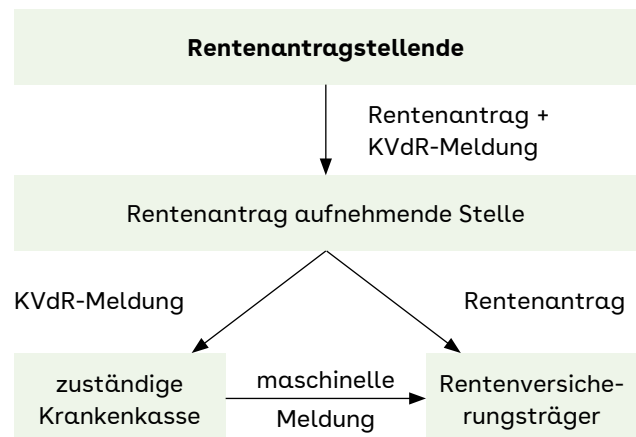 Rentenantragstellende
Rentenantrag +
KVdR-Meldung
Rentenantrag aufnehmende Stelle
KVdR-Meldung
Rentenantrag
zuständige
Krankenkasse
maschinelle
Meldung
Rentenversiche-
rungsträger